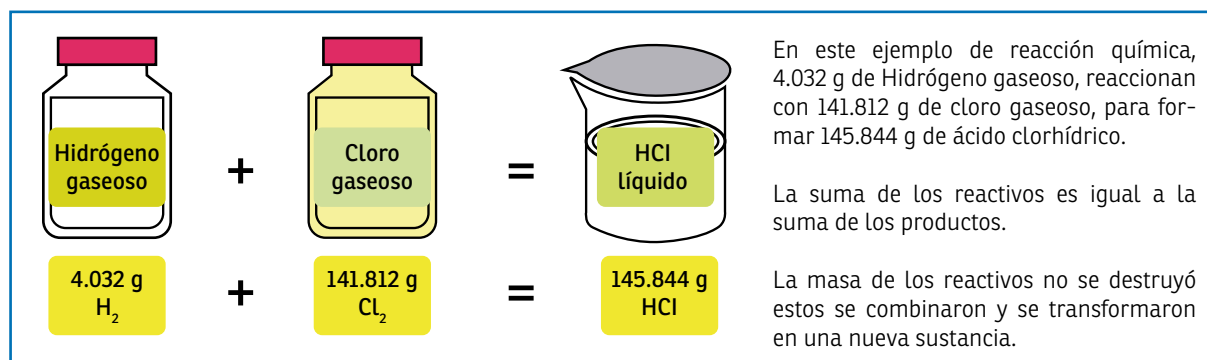 Hidrógeno
gaseoso
+
Cloro
gaseoso
=
HCl
líquido
4.032 g
H₂
+
141.812 g
Cl₂
=
145.844 g
HCl
En este ejemplo de reacción química,
4.032 g de Hidrógeno gaseoso, reaccionan
con 141.812 g de cloro gaseoso, para for-
mar 145.844 g de ácido clorhídrico.
La suma de los reactivos es igual a la
suma de los productos.
La masa de los reactivos no se destruyó
estos se combinaron y se transformaron
en una nueva sustancia.